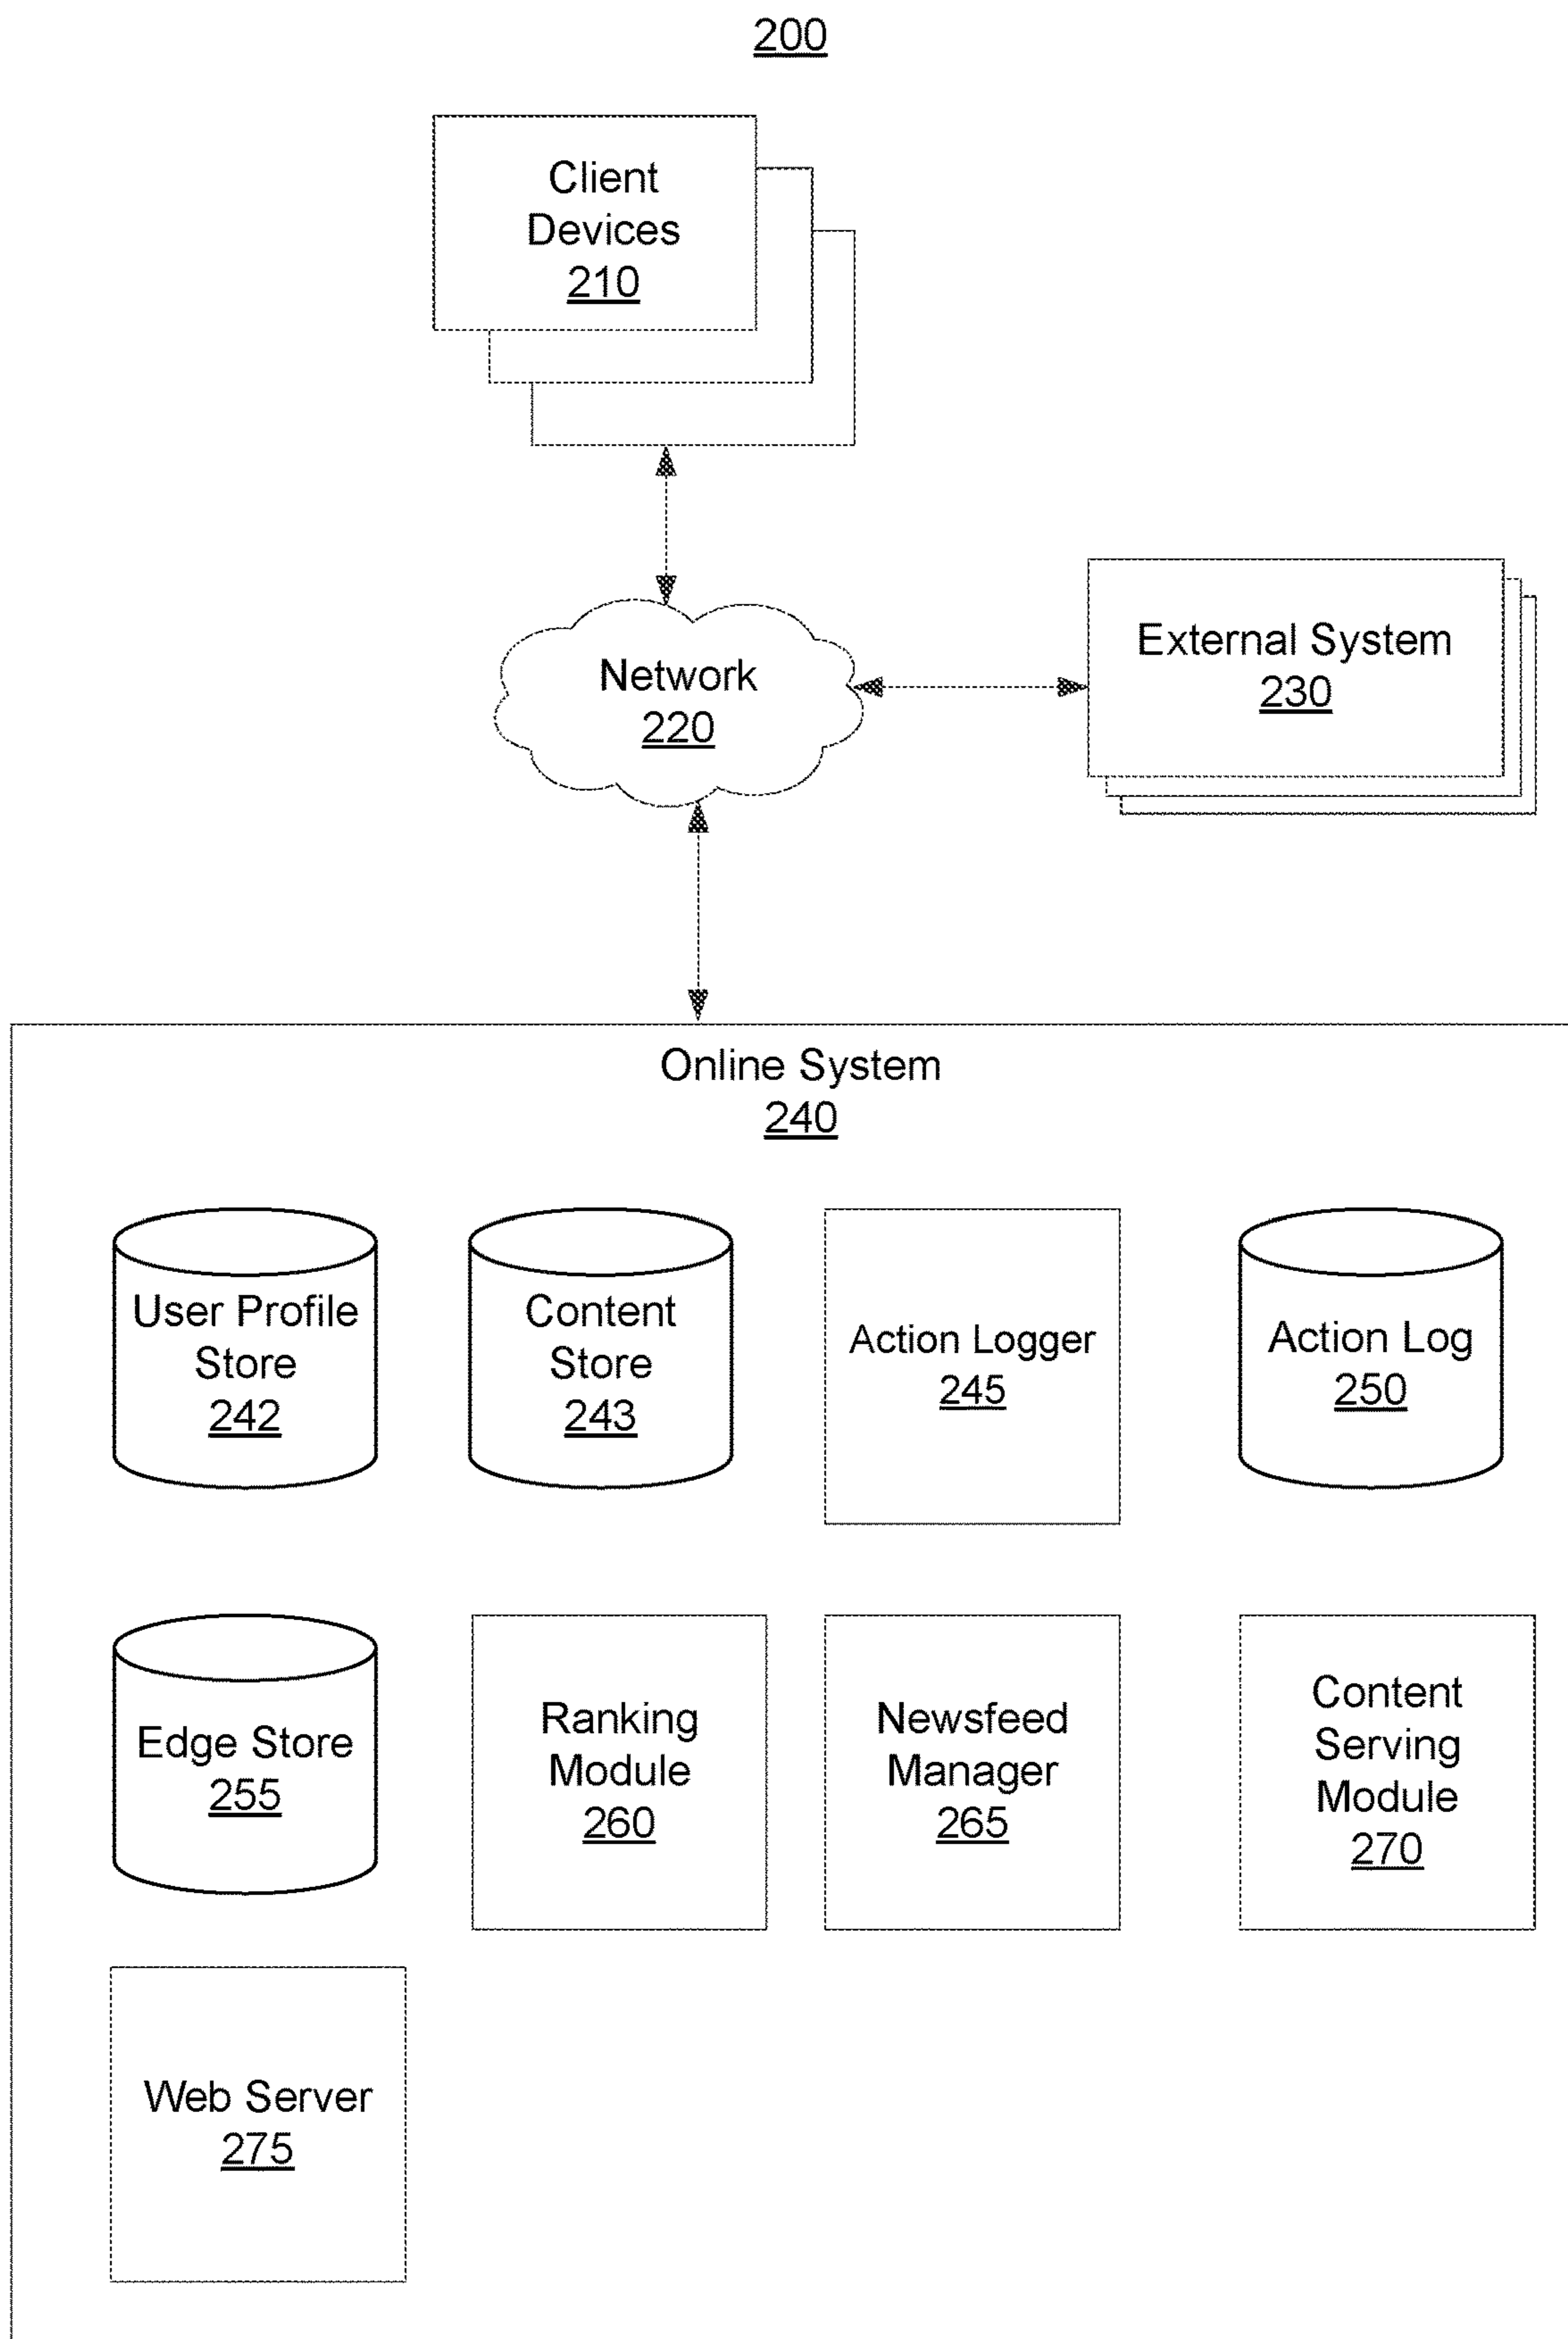 200
Client
Devices
210
Network
220
External System
230
Online System
240
User Profile
Store
242
Content
Store
243
Action Logger
245
Action Log
250
Edge Store
255
Ranking
Module
260
Newsfeed
Manager
265
Content
Serving
Module
270
Web Server
275